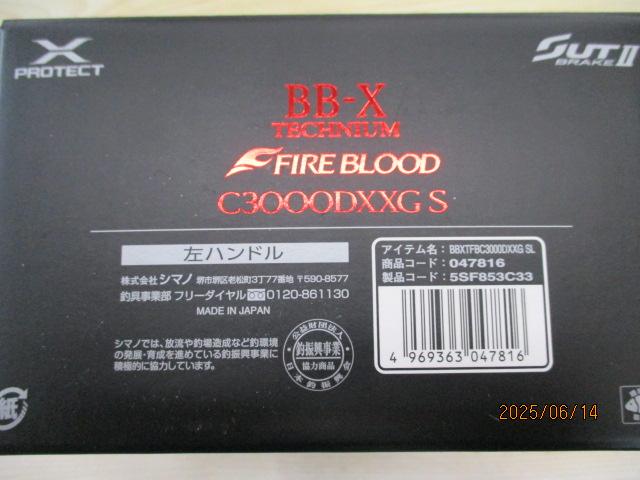 X
PROTECT
SUT II
BRAKE
BB-X
TECHNIUM
FIRE BLOOD
C3000DXXG S
左ハンドル
株式会社 シマノ 堺市堺区老松町3丁77番地 〒590-8577
釣具事業部 フリーダイヤル 0120-861130
MADE IN JAPAN
シマノでは、放流や釣場造成など釣環境
の発展・育成を進めている釣振興事業に
積極的に協力しています。
公益財団法人
釣振興事業
協力商品
日本釣振興会
アイテム名：BBXTFBC3000DXXG SL
商品コード：047816
製品コード：5SF853C33
4 969363 047816
紙
2025/06/14